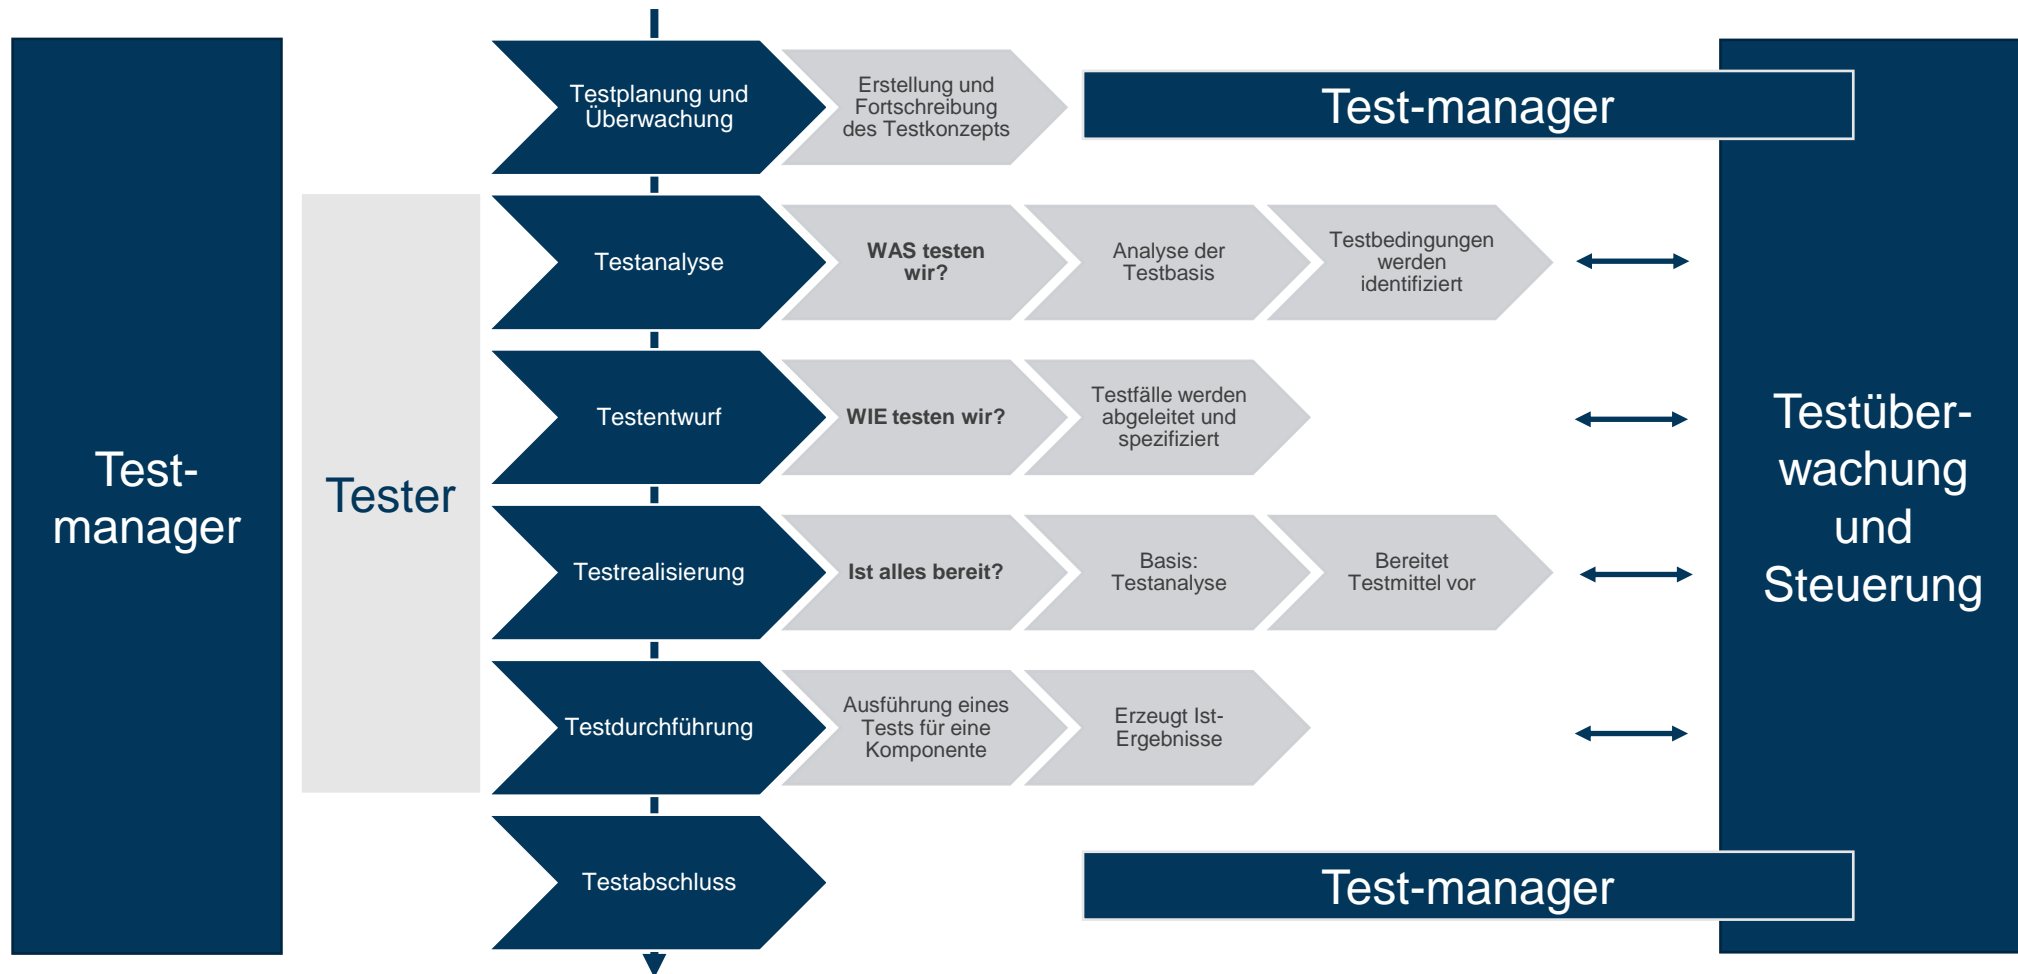 Test-
manager
Tester
Testplanung und
Überwachung
Erstellung und
Fortschreibung
des Testkonzepts
Test-manager
Testanalyse
WAS testen
wir?
Analyse der
Testbasis
Testbedingungen
werden
identifiziert
Testentwurf
WIE testen wir?
Testfälle werden
abgeleitet und
spezifiziert
Testrealisierung
Ist alles bereit?
Basis:
Testanalyse
Bereitet
Testmittel vor
Testdurchführung
Ausführung eines
Tests für eine
Komponente
Erzeugt Ist-
Ergebnisse
Testabschluss
Test-manager
Testüber-
wachung
und
Steuerung